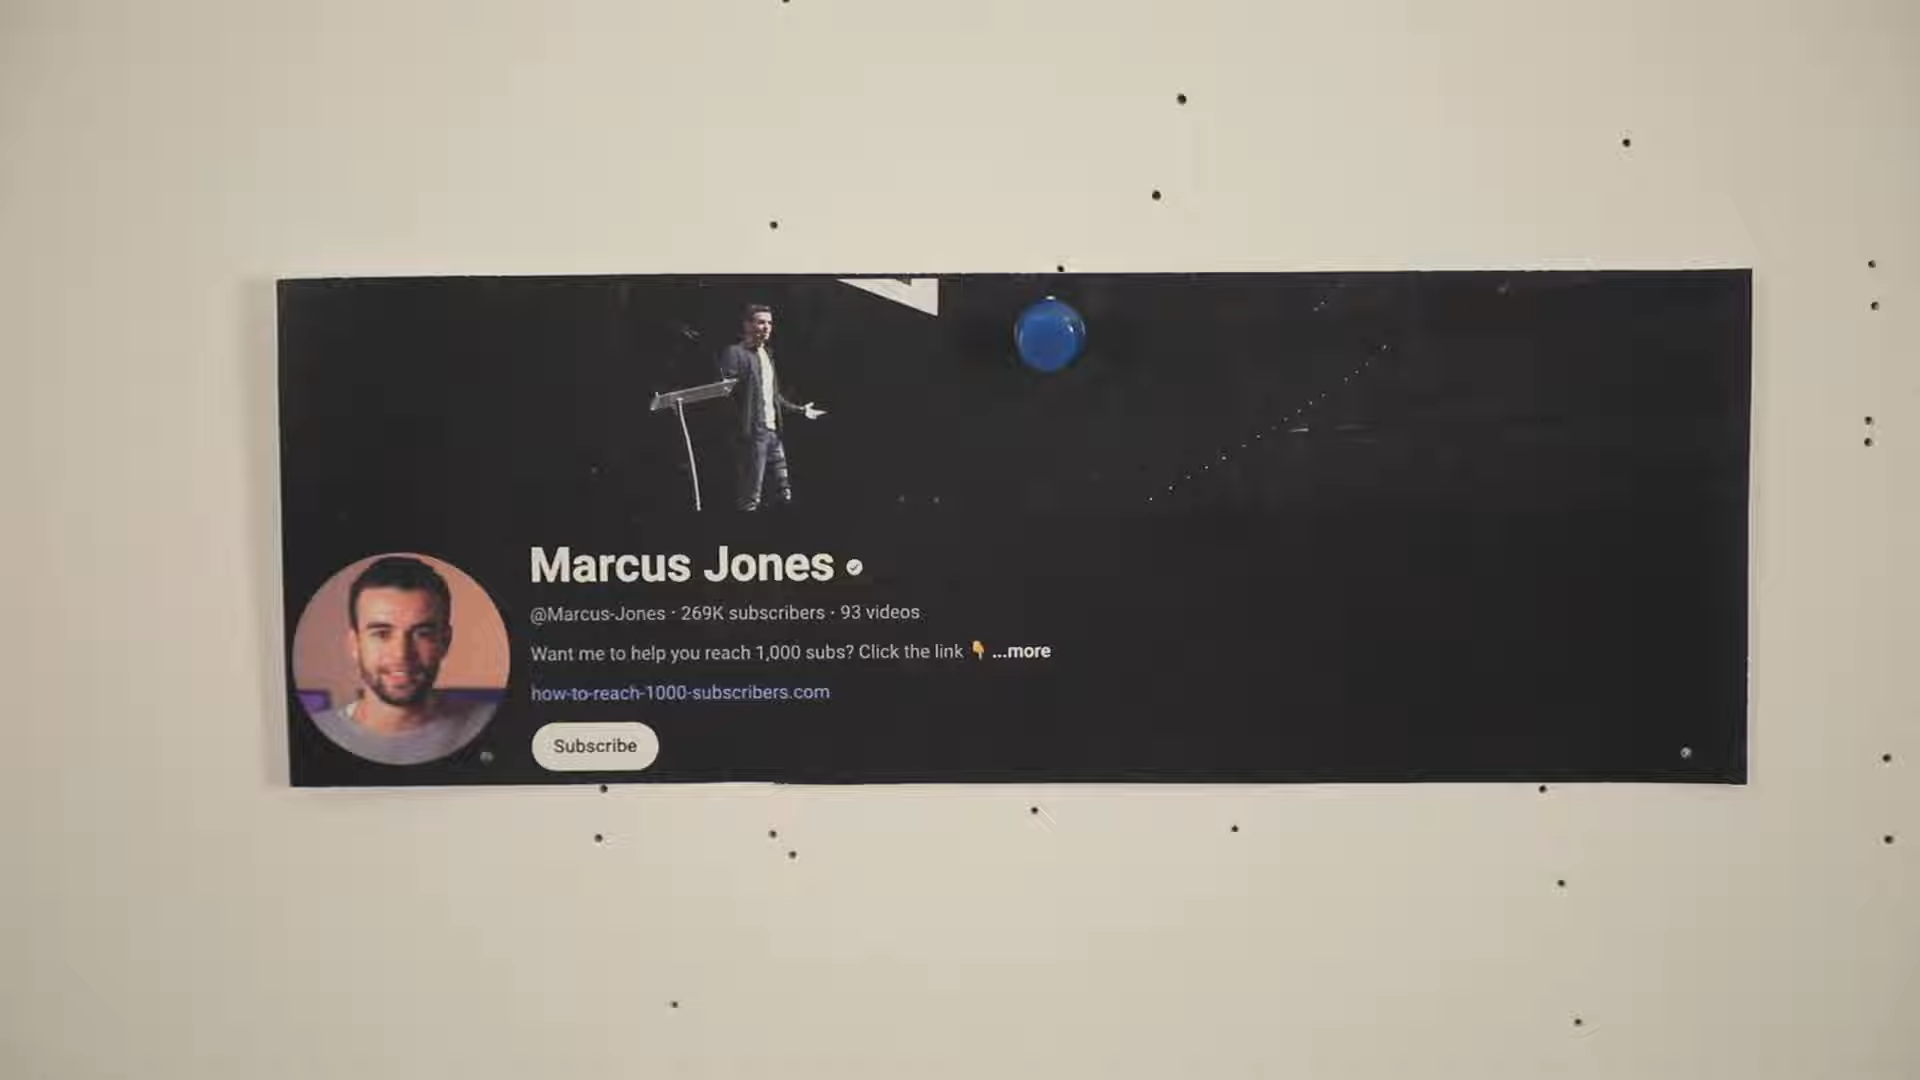 Marcus Jones
@Marcus-Jones · 269K subscribers · 93 videos
Want me to help you reach 1,000 subs? Click the link 👇 ...more
how-to-reach-1000-subscribers.com
Subscribe